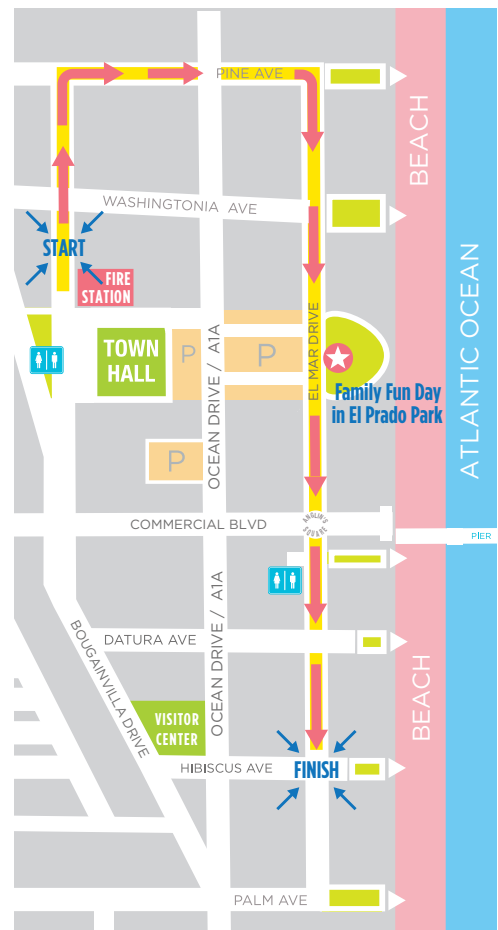 PINE AVE
BEACH
WASHINGTONIA AVE
START
FIRE
STATION
ATLANTIC OCEAN
TOWN
HALL
P
P
OCEAN DRIVE / A1A
EL MAR DRIVE
Family Fun Day
in El Prado Park
P
COMMERCIAL BLVD
ANGLIN'S
SQUARE
PIER
OCEAN DRIVE / A1A
DATURA AVE
BOUGAINVILLA DRIVE
BEACH
VISITOR
CENTER
HIBISCUS AVE
FINISH
PALM AVE